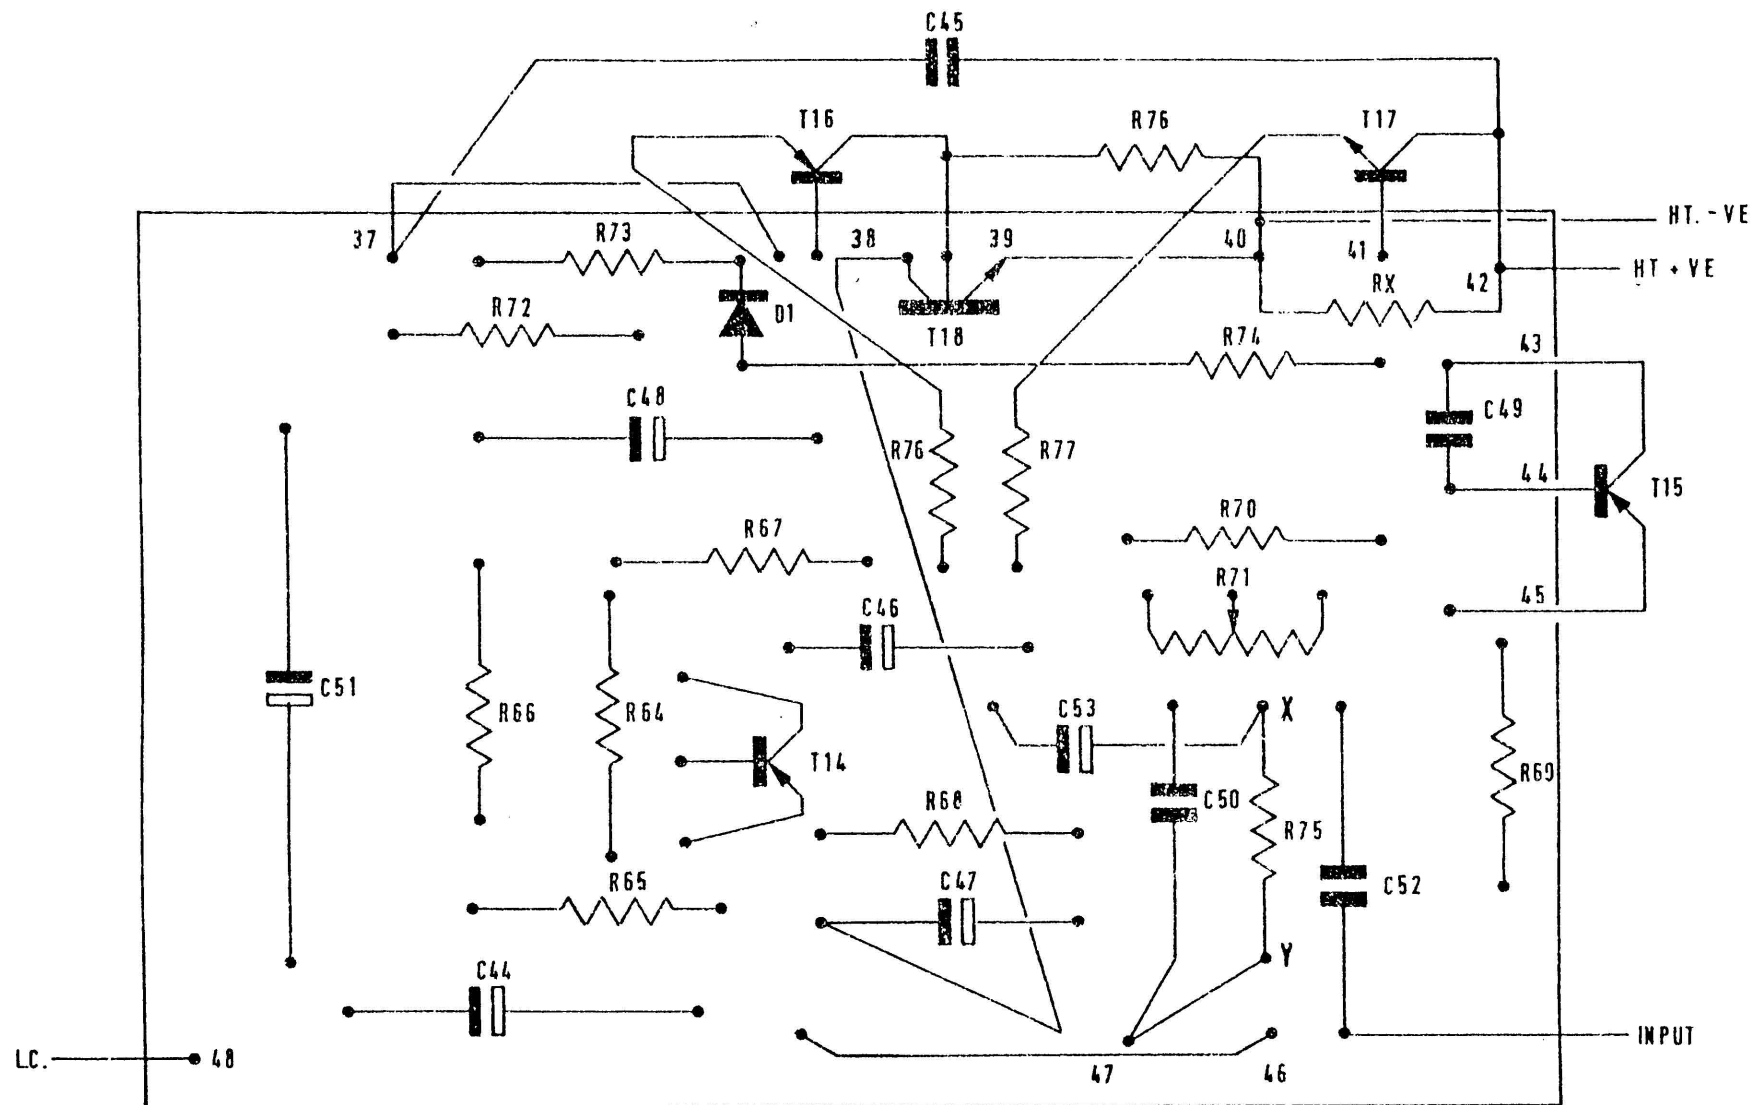 C45
T16
R76
T17
HT. -VE
37
R73
38
39
40
41
HT + VE
42
RX
R72
D1
T18
R74
43
C48
C49
R76
R77
44
T15
R67
R70
R71
45
C46
C51
R66
R64
C53
X
T14
R69
R68
C50
R75
C52
R65
C47
Y
C44
INPUT
L.C.
48
47
46